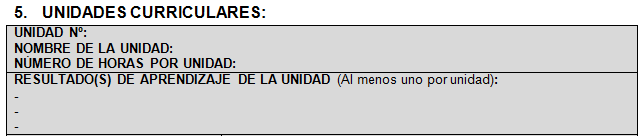 5. UNIDADES CURRICULARES:
UNIDAD Nº:
NOMBRE DE LA UNIDAD:
NÚMERO DE HORAS POR UNIDAD:
RESULTADO(S) DE APRENDIZAJE DE LA UNIDAD (Al menos uno por unidad):
-
-
-